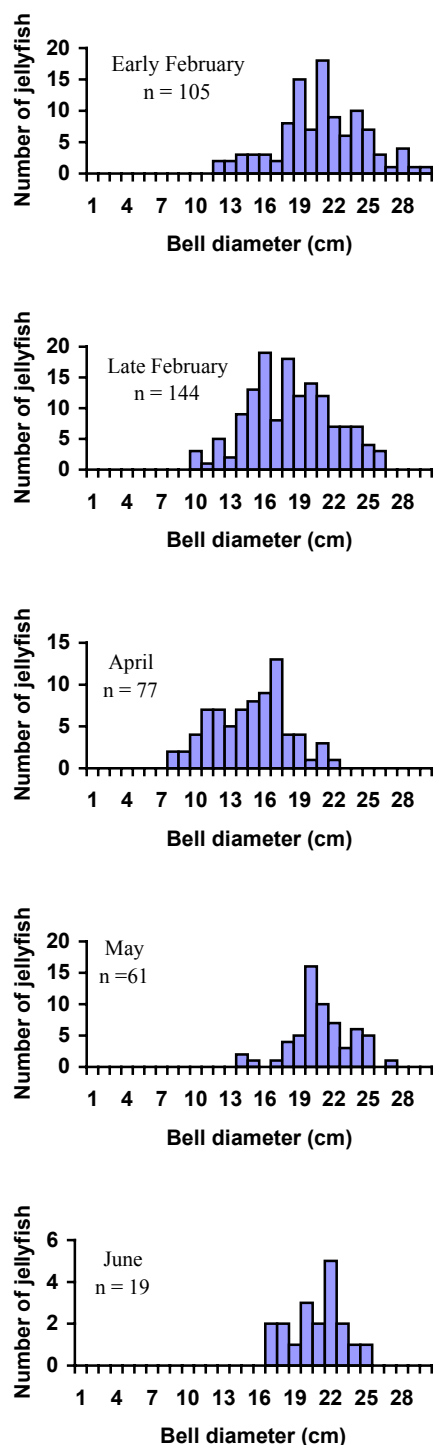 Number of jellyfish
20
15
10
5
0
Early February
n = 105
1 4 7 10 13 16 19 22 25 28
Bell diameter (cm)
Number of jellyfish
20
15
10
5
0
Late February
n = 144
1 4 7 10 13 16 19 22 25 28
Bell diameter (cm)
Number of jellyfish
15
10
5
0
April
n = 77
1 4 7 10 13 16 19 22 25 28
Bell diameter (cm)
Number of jellyfish
20
15
10
5
0
May
n =61
1 4 7 10 13 16 19 22 25 28
Bell diameter (cm)
Number of jellyfish
6
4
2
0
June
n = 19
1 4 7 10 13 16 19 22 25 28
Bell diameter (cm)